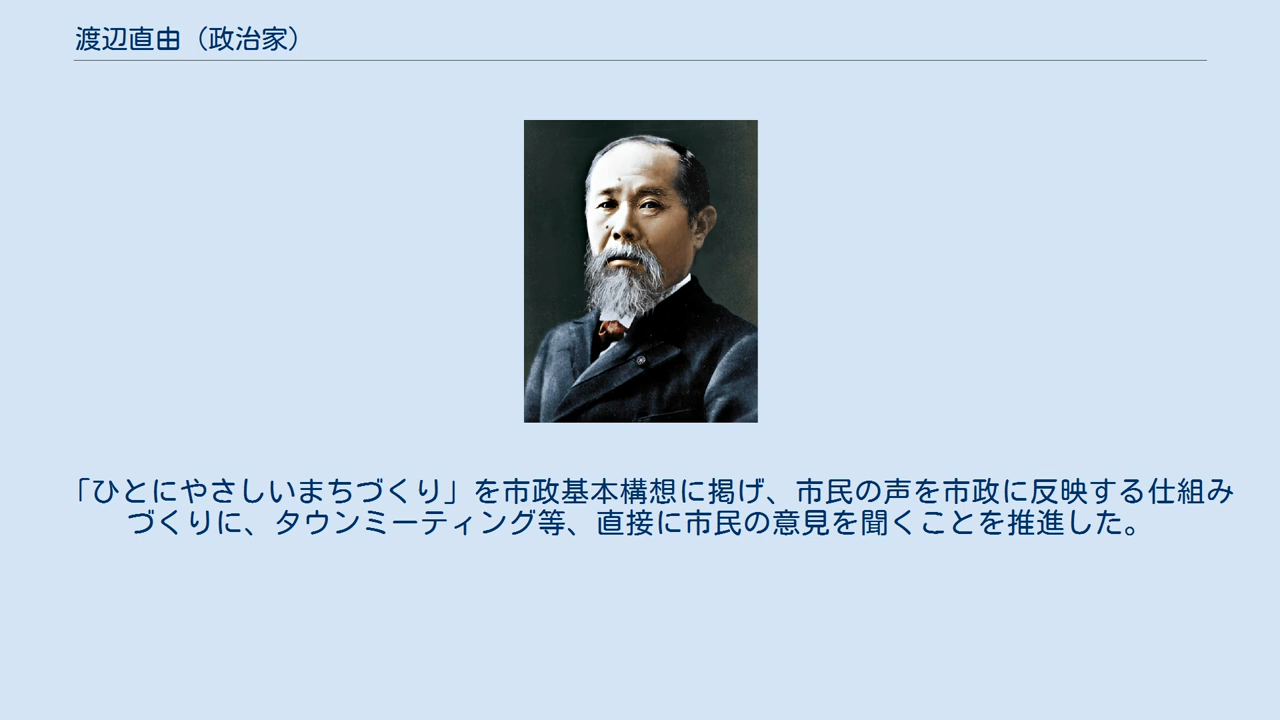 渡辺直由（政治家）
「ひとにやさしいまちづくり」を市政基本構想に掲げ、市民の声を市政に反映する仕組み
づくりに、タウンミーティング等、直接に市民の意見を聞くことを推進した。